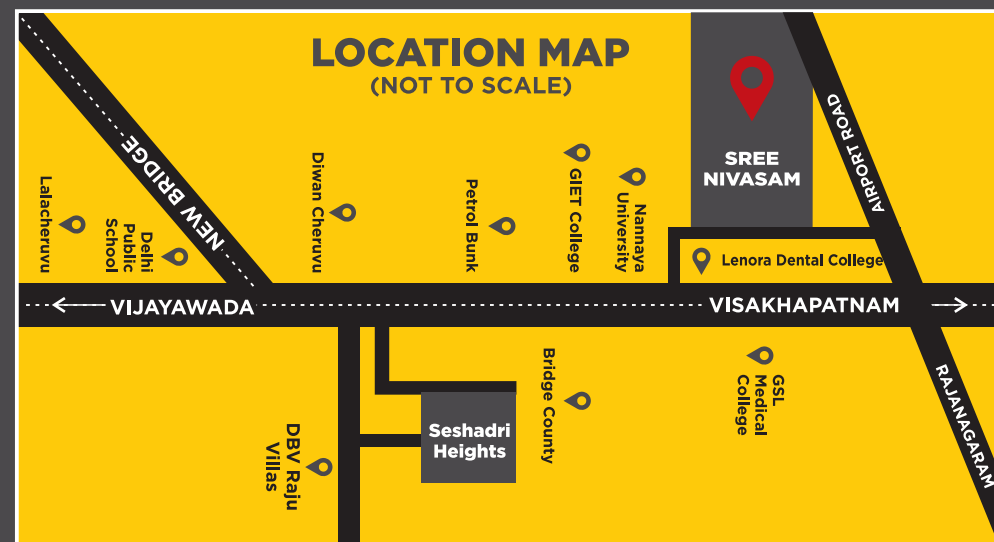 LOCATION MAP
(NOT TO SCALE)
SREE
NIVASAM
AIRPORT ROAD
NEW BRIDGE
Lalacheruvu
Delhi
Public
School
Diwan Cheruvu
Petrol Bunk
GIET College
Nannaya
University
Lenora Dental College
VIJAYAWADA
VISAKHAPATNAM
DBV Raju
Villas
Seshadri
Heights
Bridge County
GSL
Medical
College
RAJANAGARAM